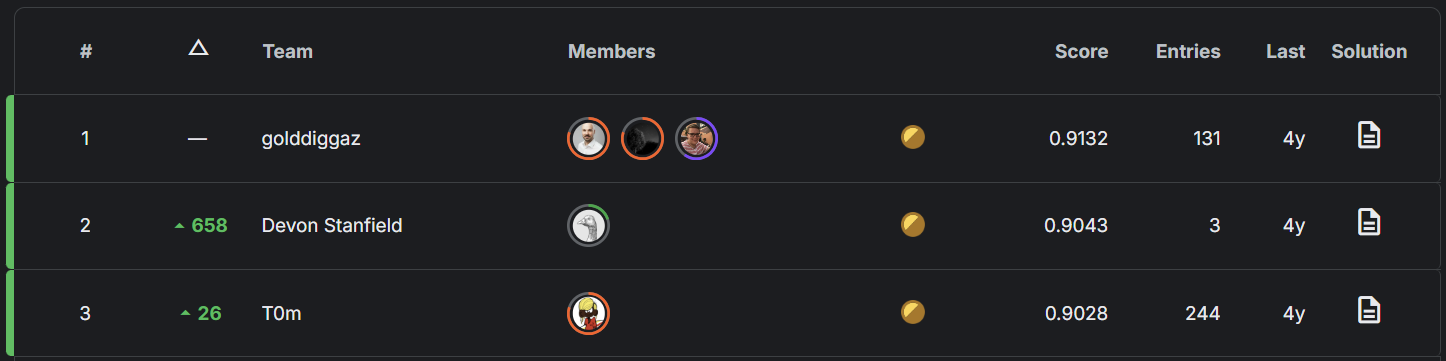 # △ Team Members Score Entries Last Solution
1 — golddiggaz 0.9132 131 4y
2 658 Devon Stanfield 0.9043 3 4y
3 26 T0m 0.9028 244 4y